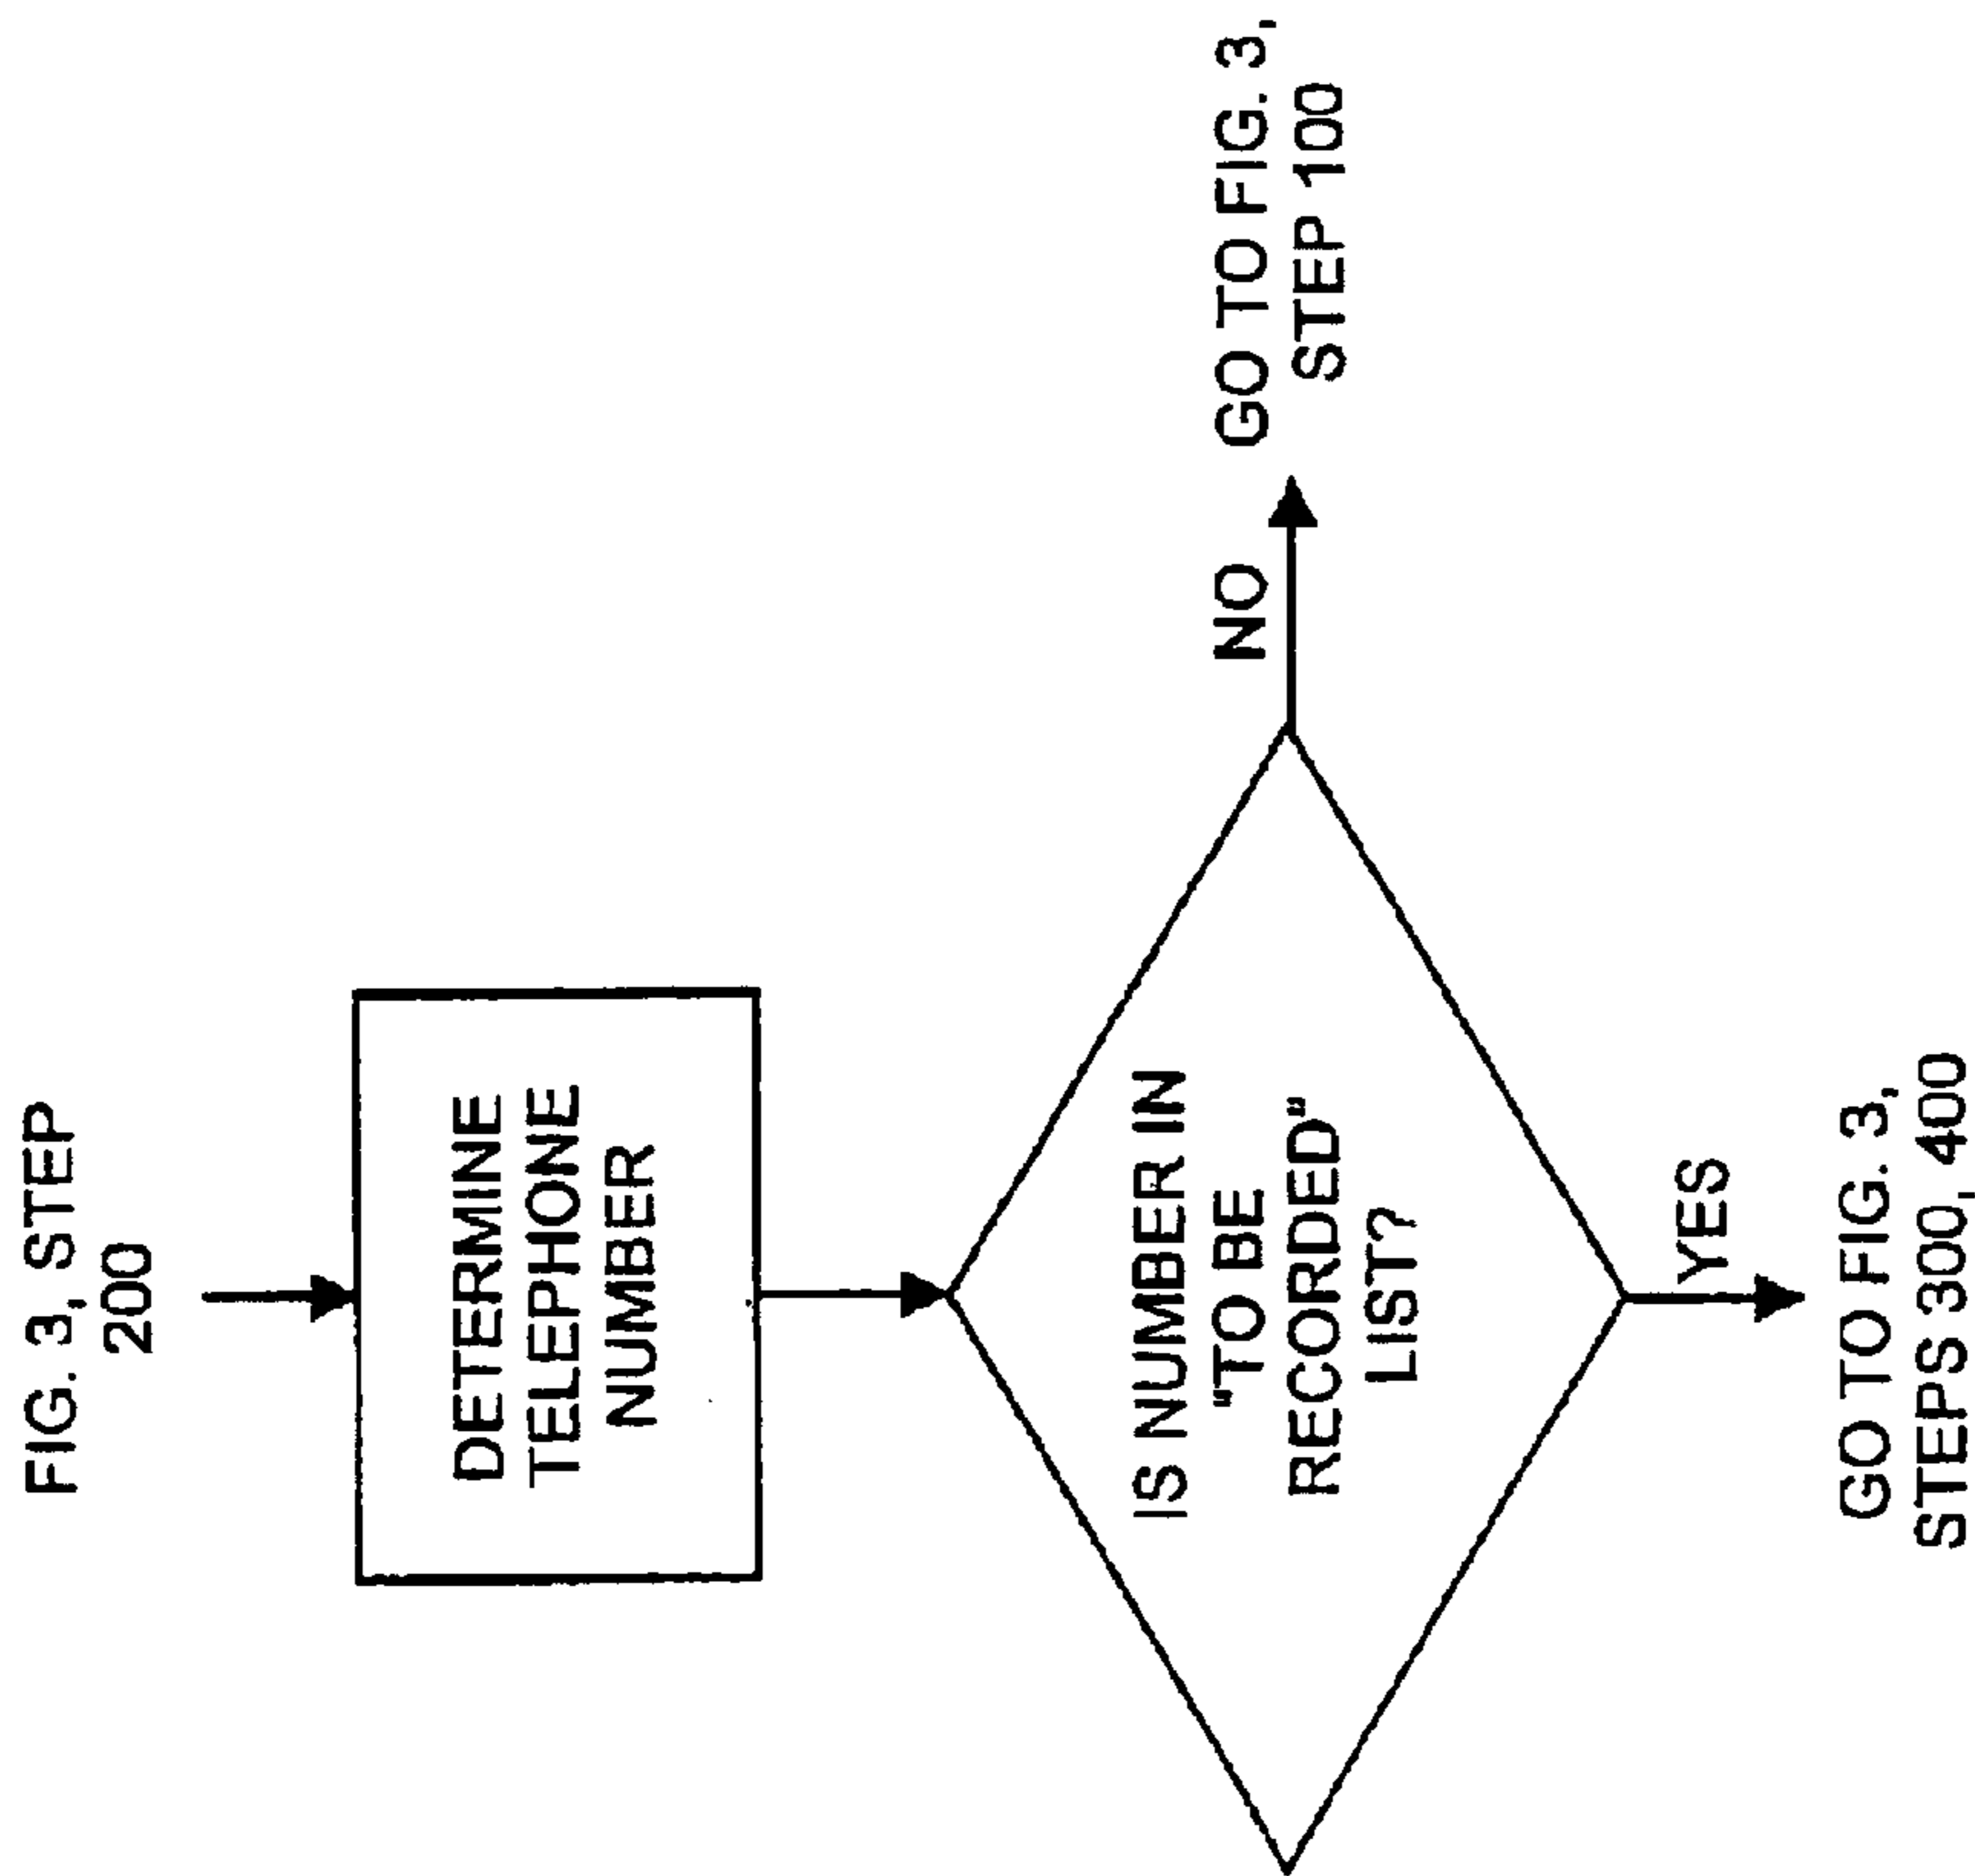 FIG. 3, STEP
200
DETERMINE
TELEPHONE
NUMBER
IS NUMBER IN
"TO BE
RECORDED"
LIST?
NO
GO TO FIG. 3,
STEP 100
YES
GO TO FIG. 3,
STEPS 300, 400